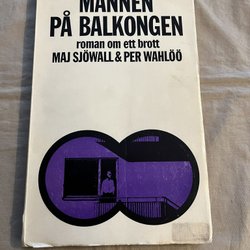 MANNEN
PÅ BALKONGEN
roman om ett brott
MAJ SJÖWALL & PER WAHLÖÖ